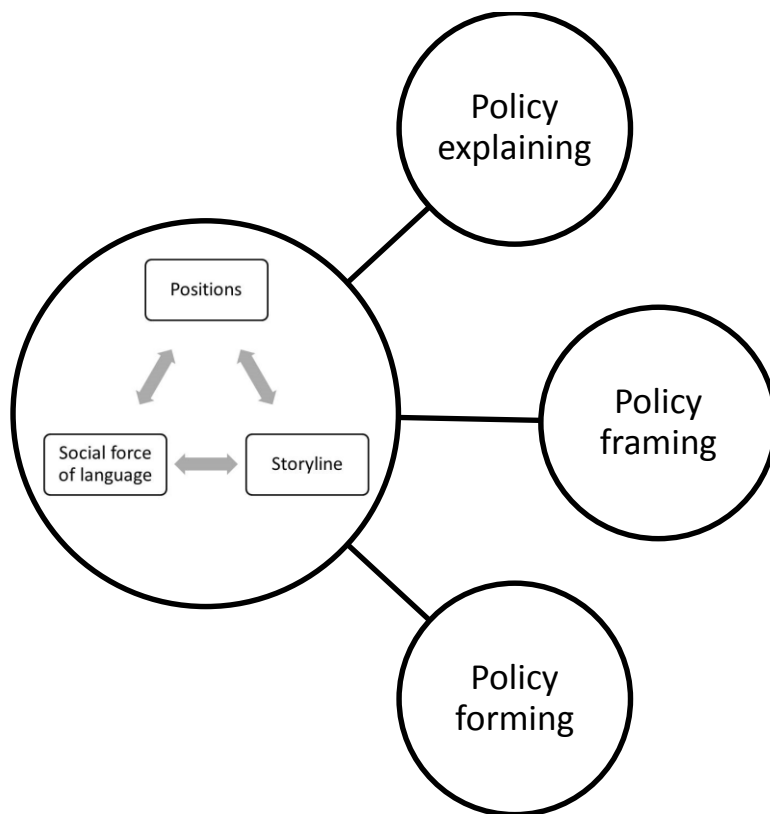 Policy
explaining
Positions
Social force
of language
Storyline
Policy
framing
Policy
forming